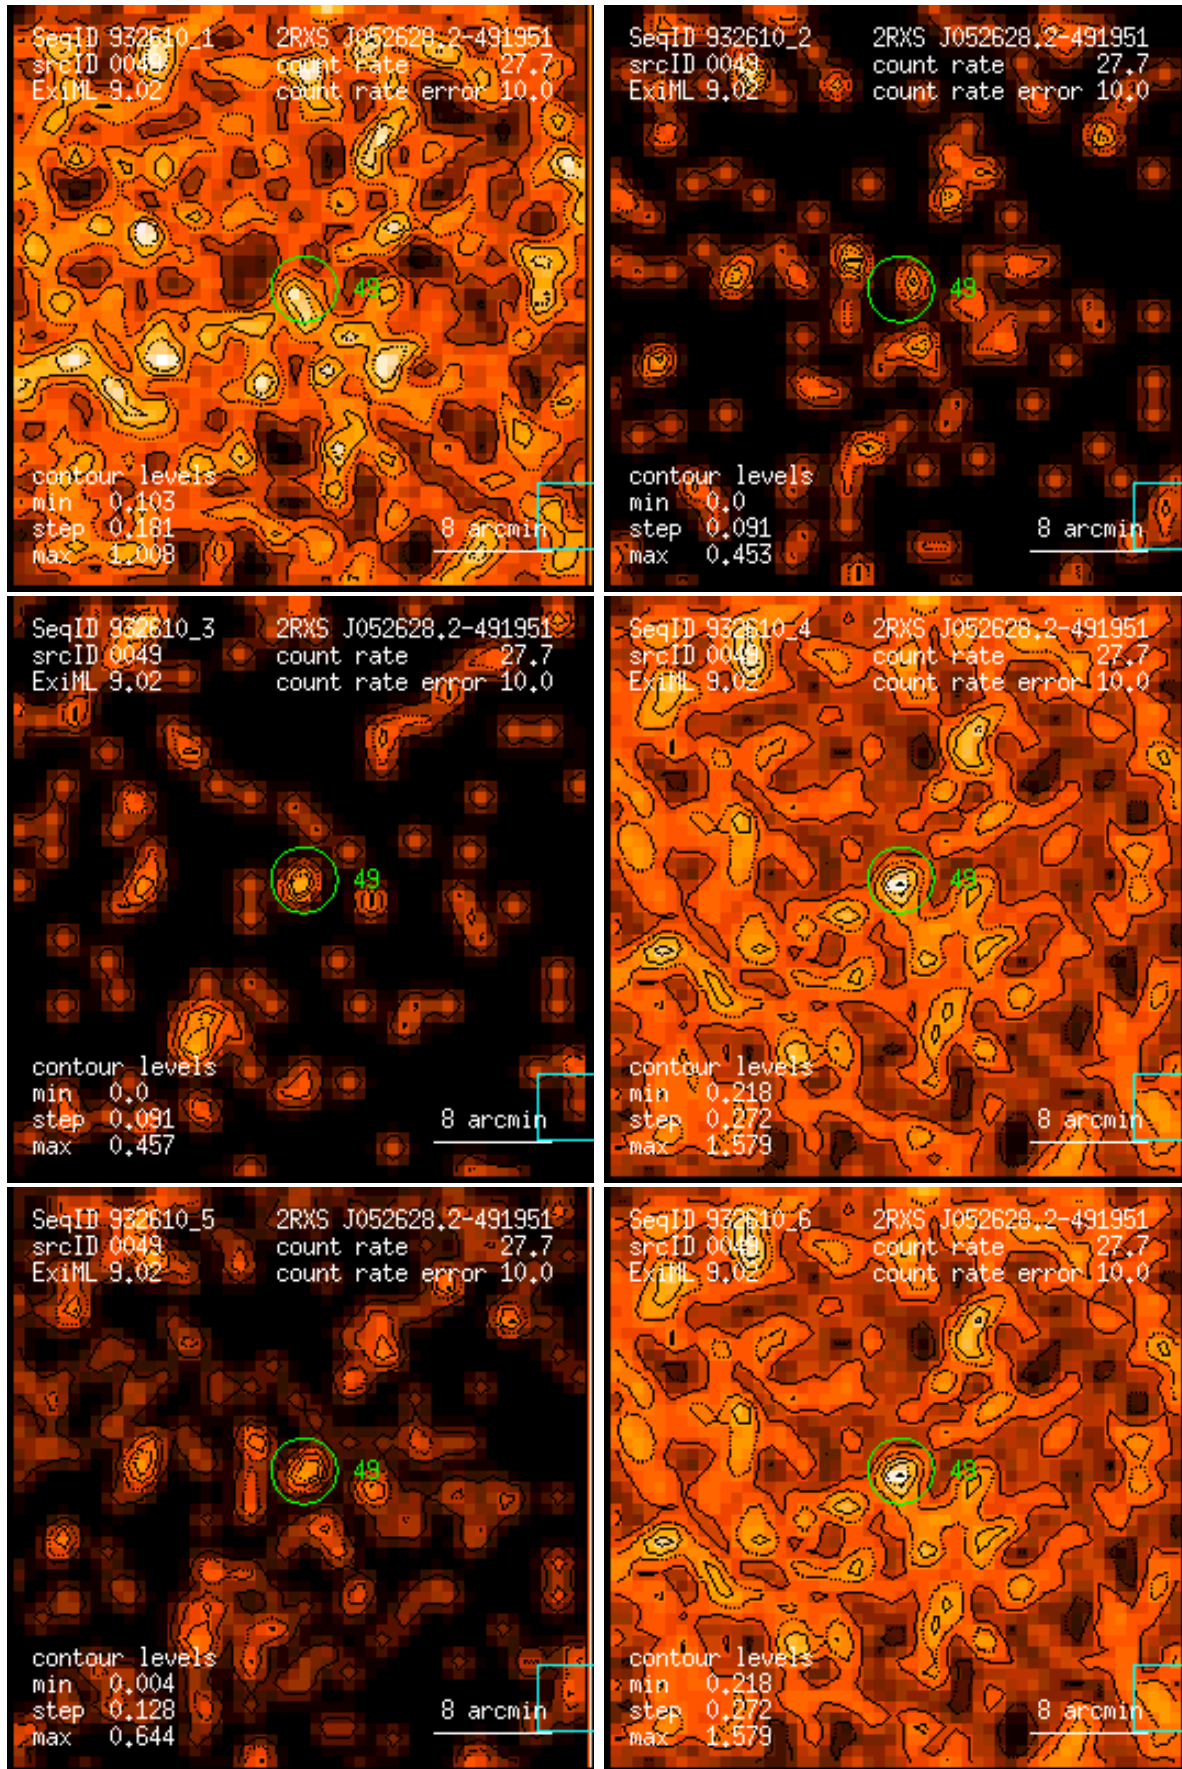 SeqID 932610_1 2RXS J052628.2-491951
srcID 0049 count rate 27.7
ExiML 9.02 count rate error 10.0
49
contour levels
min 0.103
step 0.181 8 arcmin
max 1.008
SeqID 932610_2 2RXS J052628.2-491951
srcID 0049 count rate 27.7
ExiML 9.02 count rate error 10.0
49
contour levels
min 0.0
step 0.091 8 arcmin
max 0.453
SeqID 932610_3 2RXS J052628.2-491951
srcID 0049 count rate 27.7
ExiML 9.02 count rate error 10.0
49
contour levels
min 0.0
step 0.091 8 arcmin
max 0.457
SeqID 932610_4 2RXS J052628.2-491951
srcID 0049 count rate 27.7
ExiML 9.02 count rate error 10.0
49
contour levels
min 0.218
step 0.272 8 arcmin
max 1.579
SeqID 932610_5 2RXS J052628.2-491951
srcID 0049 count rate 27.7
ExiML 9.02 count rate error 10.0
49
contour levels
min 0.004
step 0.128 8 arcmin
max 0.644
SeqID 932610_6 2RXS J052628.2-491951
srcID 0049 count rate 27.7
ExiML 9.02 count rate error 10.0
49
contour levels
min 0.218
step 0.272 8 arcmin
max 1.579